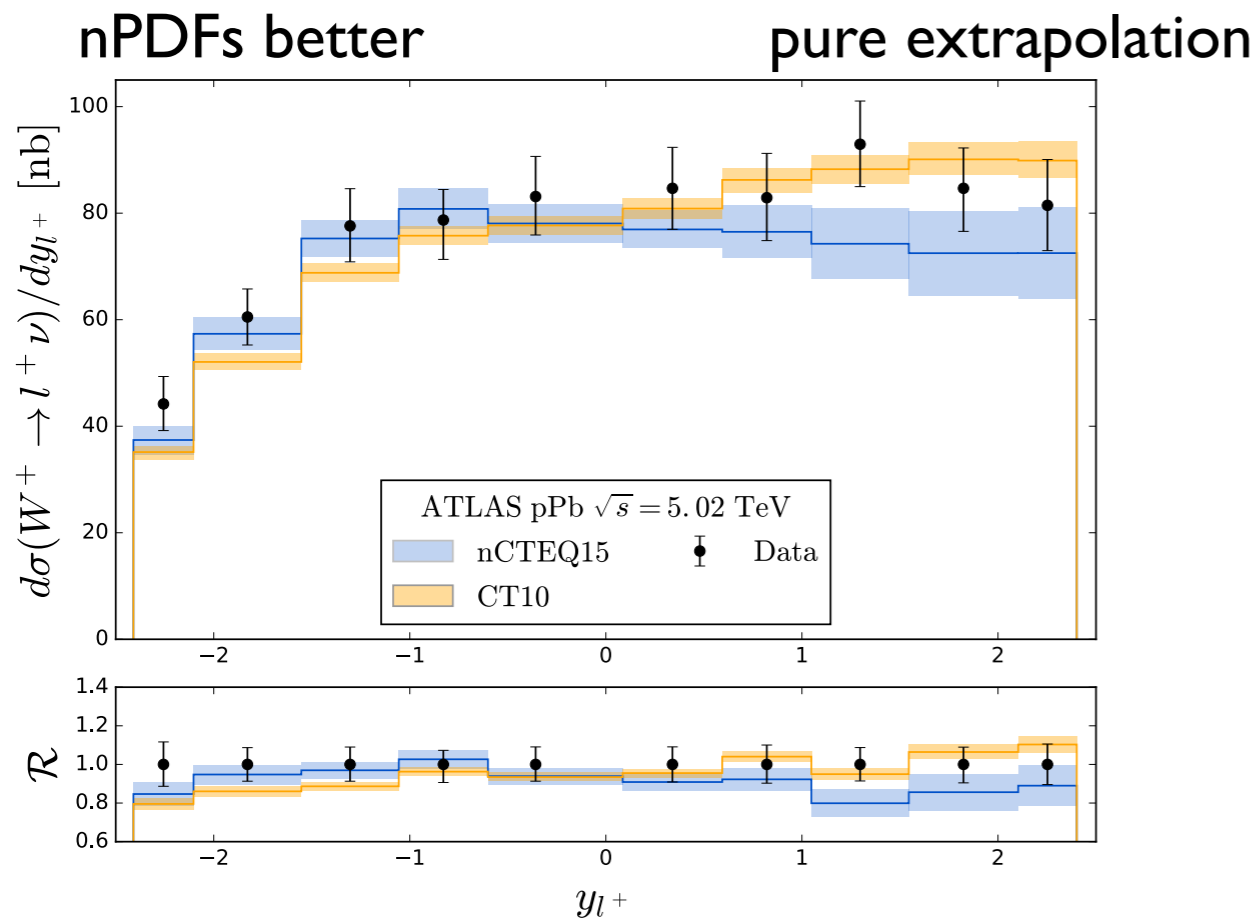 nPDFs better pure extrapolation
100
80
60
40
20
0
dσ(W⁺ → l⁺ ν)/dy_{l⁺} [nb]
ATLAS pPb √s = 5.02 TeV
nCTEQ15 Data
CT10
−2 −1 0 1 2
1.4
1.2
1.0
0.8
0.6
R
−2 −1 0 1 2
y_{l⁺}